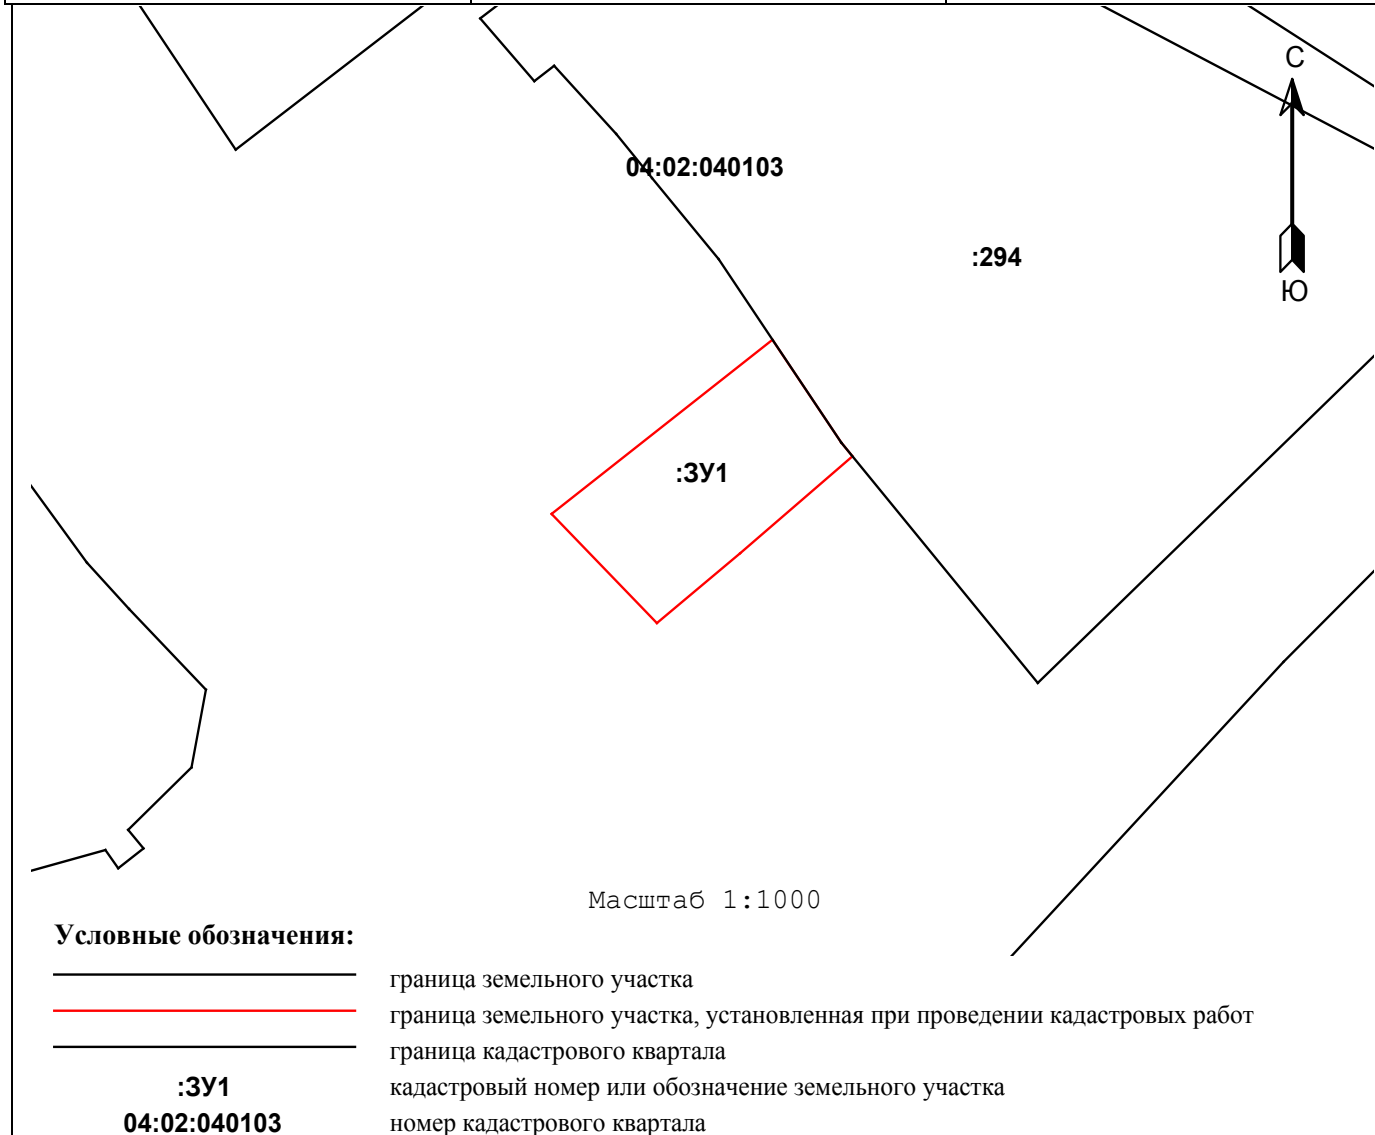 С
04:02:040103
:294
Ю
:ЗУ1
Масштаб 1:1000
Условные обозначения:
граница земельного участка
граница земельного участка, установленная при проведении кадастровых работ
граница кадастрового квартала
:ЗУ1 кадастровый номер или обозначение земельного участка
04:02:040103 номер кадастрового квартала